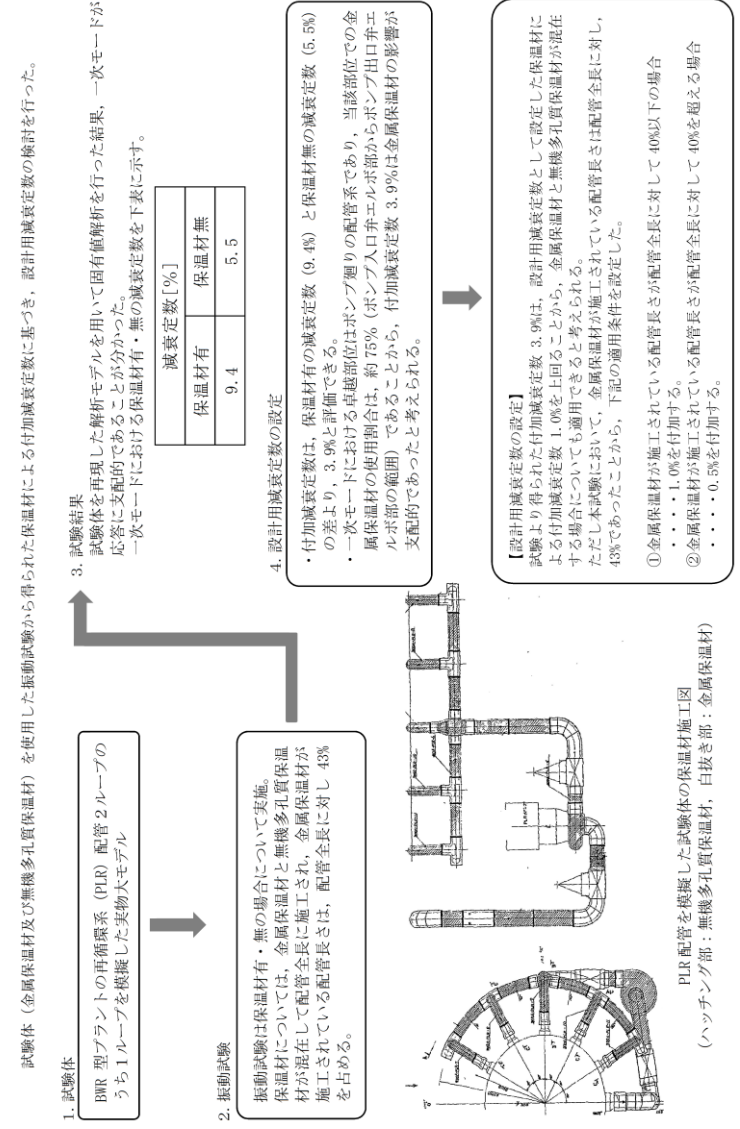 試験体（金属保温材及び無機多孔質保温材）を使用した振動試験から得られた保温材による付加減衰定数に基づき，設計用減衰定数の検討を行った。
1. 試験体
BWR 型プラントの再循環系（PLR）配管２ループの
うち１ループを模擬した実物大モデル
2. 振動試験
振動試験は保温材有・無の場合について実施。
保温材については，金属保温材と無機多孔質保温
材が混在して配管全長に施工され，金属保温材が
施工されている配管長さは，配管全長に対し 43%
を占める。
PLR 配管を模擬した試験体の保温材施工図
（ハッチング部：無機多孔質保温材，白抜き部：金属保温材）
3. 試験結果
試験体を再現した解析モデルを用いて固有値解析を行った結果，一次モードが
応答に支配的であることが分かった。
一次モードにおける保温材有・無の減衰定数を下表に示す。
減衰定数[%]
保温材有 保温材無
9.4 5.5
4. 設計用減衰定数の設定
・付加減衰定数は，保温材有の減衰定数（9.4%）と保温材無の減衰定数（5.5%）
の差より，3.9%と評価できる。
・一次モードにおける卓越部位はポンプ廻りの配管系であり，当該部位での金
属保温材の使用割合は，約 75%（ポンプ入口弁エルボ部からポンプ出口弁エ
ルボ部の範囲）であることから，付加減衰定数 3.9%は金属保温材の影響が
支配的であったと考えられる。
【設計用減衰定数の設定】
試験より得られた付加減衰定数 3.9%は，設計用減衰定数として設定した保温材に
よる付加減衰定数 1.0%を上回ることから，金属保温材と無機多孔質保温材が混在
する場合についても適用できると考えられる。
ただし本試験において，金属保温材が施工されている配管長さは配管全長に対し，
43%であったことから，下記の適用条件を設定した。
①金属保温材が施工されている配管長さが配管全長に対して 40%以下の場合
・・・・1.0%を付加する。
②金属保温材が施工されている配管長さが配管全長に対して 40%を超える場合
・・・・0.5%を付加する。